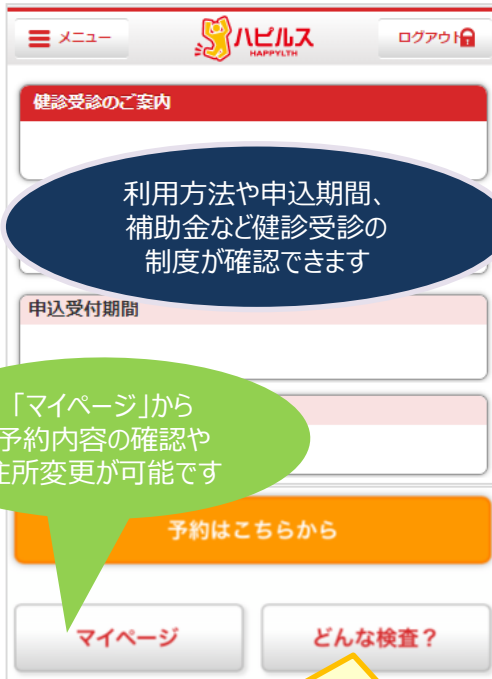 メニュー
ハピルス
HAPPYLTH
ログアウト
健診受診のご案内
利用方法や申込期間、
補助金など健診受診の
制度が確認できます
申込受付期間
「マイページ」から
予約内容の確認や
住所変更が可能です
予約はこちらから
マイページ
どんな検査？